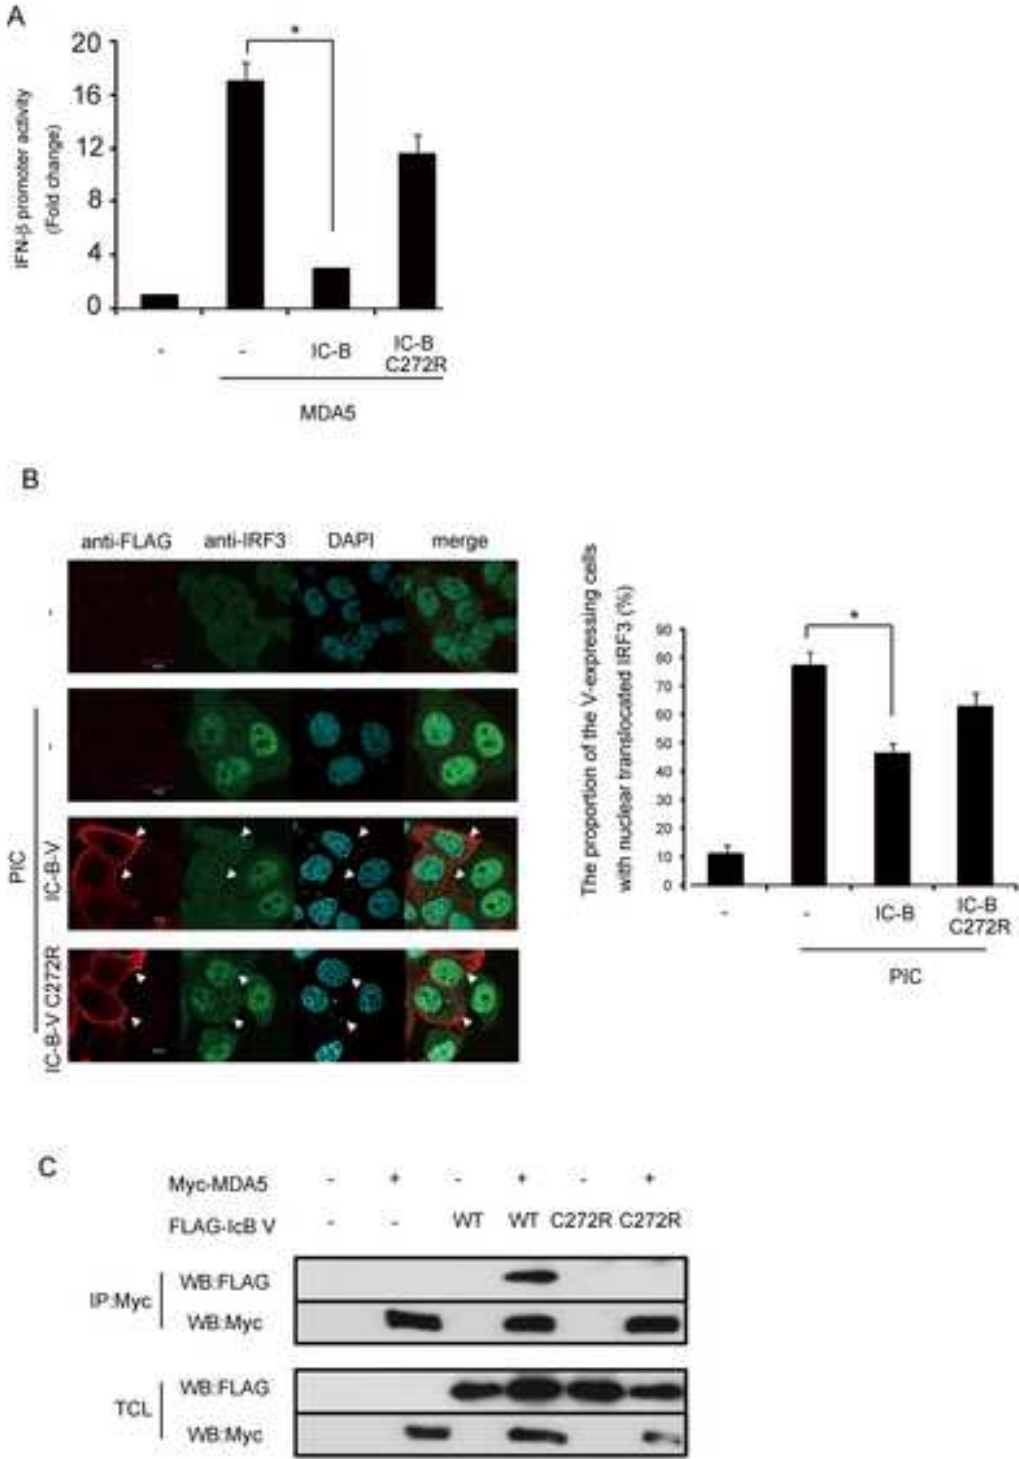 A
*
20
16
12
8
4
0
IFN-β promoter activity
(Fold change)
- - IC-B IC-B
C272R
MDA5
B
anti-FLAG anti-IRF3 DAPI merge
-
-
IC-B-V
IC-B-V C272R
PIC
The proportion of the V-expressing cells
with nuclear translocated IRF3 (%)
*
90
80
70
60
50
40
30
20
10
0
- - IC-B IC-B
C272R
PIC
C
Myc-MDA5 - + - + - +
FLAG-IcB V - - WT WT C272R C272R
IP:Myc
WB:FLAG
WB:Myc
TCL
WB:FLAG
WB:Myc